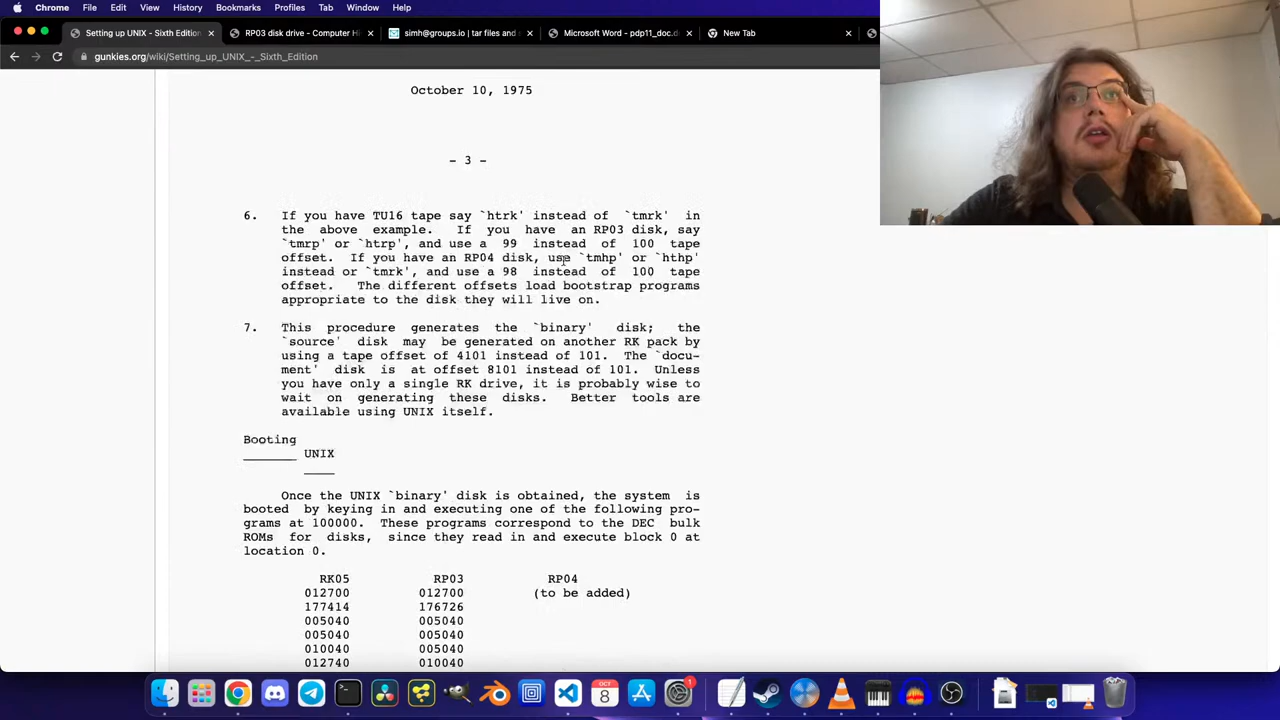 Chrome File Edit View History Bookmarks Profiles Tab Window Help
Setting up UNIX - Sixth Edition
RP03 disk drive - Computer Hi
simh@groups.io | tar files and s
Microsoft Word - pdp11_doc.d
New Tab
gunkies.org/wiki/Setting_up_UNIX_-_Sixth_Edition
October 10, 1975
- 3 -
6. If you have TU16 tape say `htrk' instead of `tmrk' in
the above example. If you have an RP03 disk, say
`tmrp' or `htrp', and use a 99 instead of 100 tape
offset. If you have an RP04 disk, use `tmhp' or `hthp'
instead or `tmrk', and use a 98 instead of 100 tape
offset. The different offsets load bootstrap programs
appropriate to the disk they will live on.
7. This procedure generates the `binary' disk; the
`source' disk may be generated on another RK pack by
using a tape offset of 4101 instead of 101. The `docu-
ment' disk is at offset 8101 instead of 101. Unless
you have only a single RK drive, it is probably wise to
wait on generating these disks. Better tools are
available using UNIX itself.
Booting
UNIX
Once the UNIX `binary' disk is obtained, the system is
booted by keying in and executing one of the following pro-
grams at 100000. These programs correspond to the DEC bulk
ROMs for disks, since they read in and execute block 0 at
location 0.
RK05 RP03 RP04
012700 012700 (to be added)
177414 176726
005040 005040
005040 005040
010040 005040
012740 010040
OCT
8
1